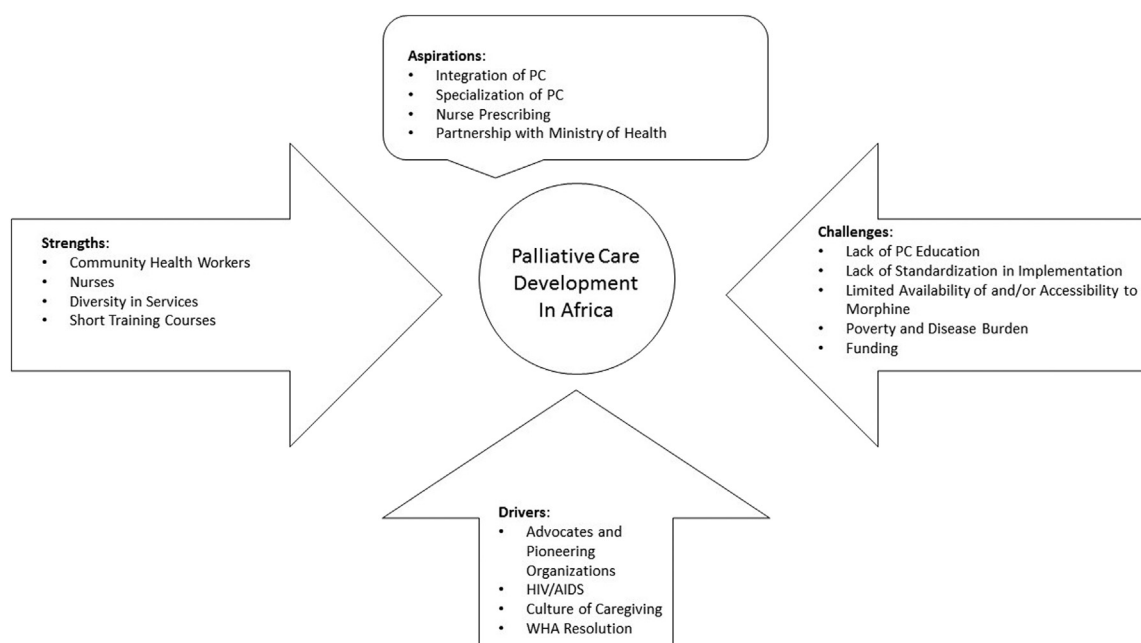 Aspirations:
• Integration of PC
• Specialization of PC
• Nurse Prescribing
• Partnership with Ministry of Health
Strengths:
• Community Health Workers
• Nurses
• Diversity in Services
• Short Training Courses
Palliative Care
Development
In Africa
Challenges:
• Lack of PC Education
• Lack of Standardization in Implementation
• Limited Availability of and/or Accessibility to
Morphine
• Poverty and Disease Burden
• Funding
Drivers:
• Advocates and
Pioneering
Organizations
• HIV/AIDS
• Culture of Caregiving
• WHA Resolution